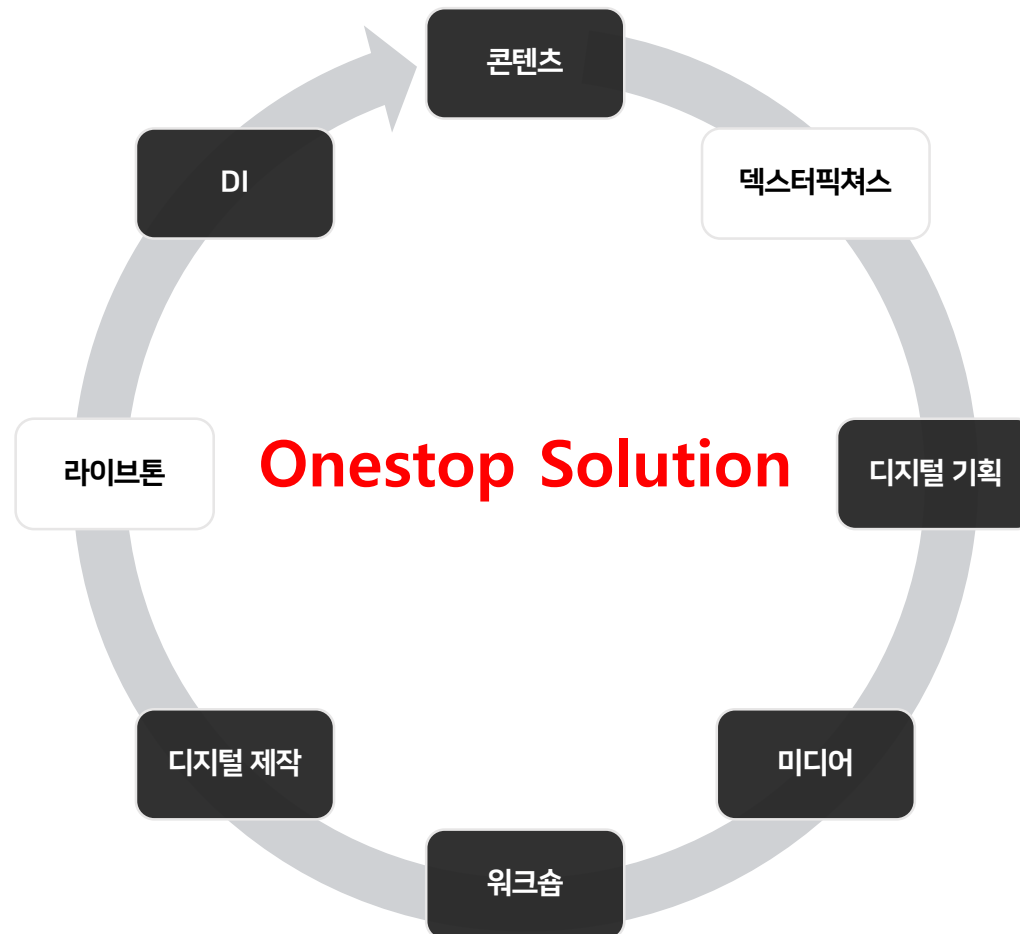 콘텐츠
덱스터픽쳐스
디지털 기획
미디어
워크숍
디지털 제작
라이브톤
DI
Onestop Solution